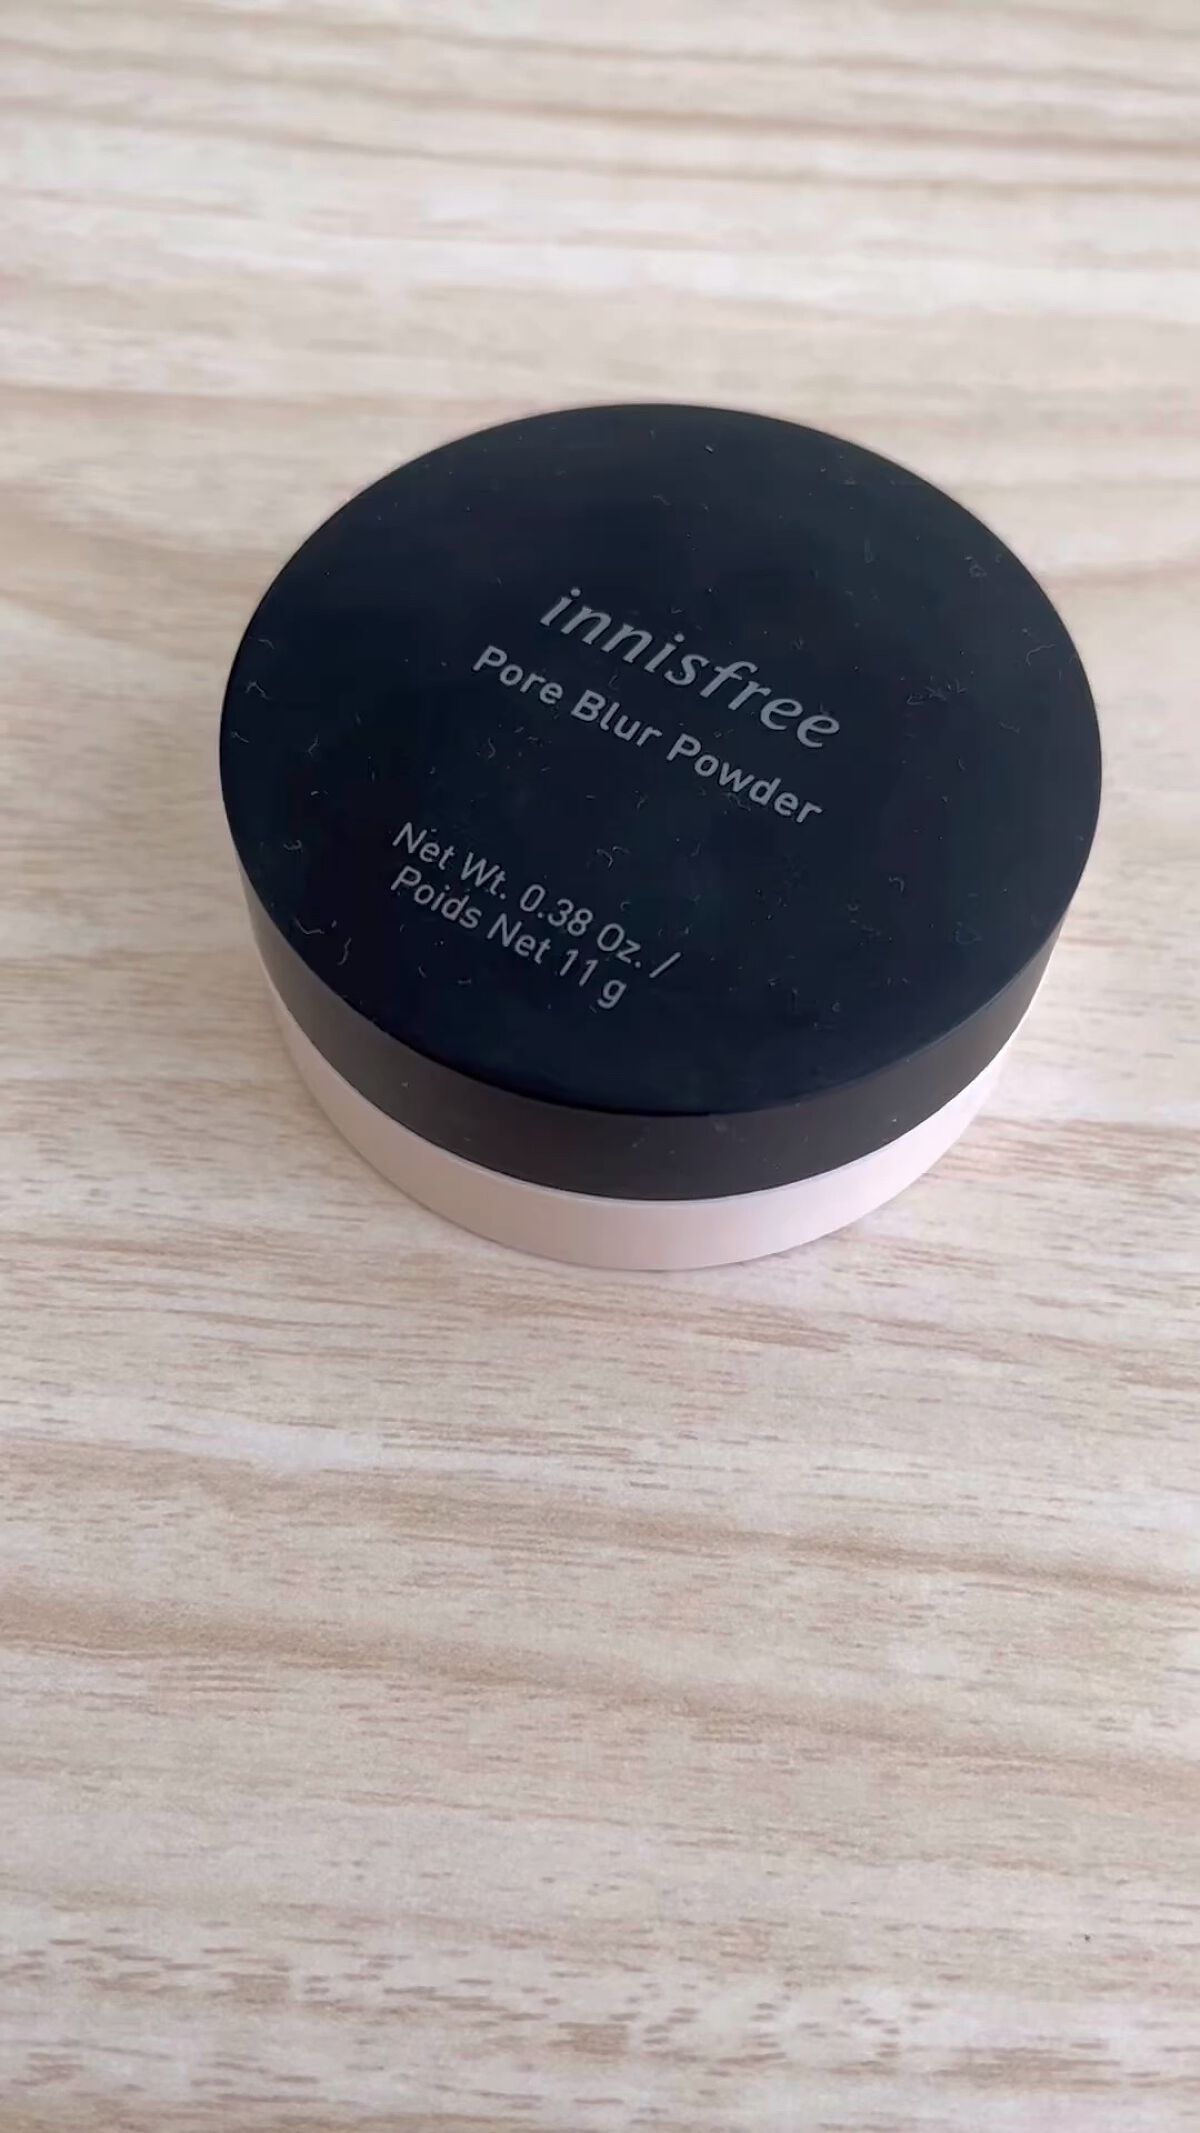 innisfree
Pore Blur Powder
Net Wt. 0.38 Oz. /
Poids Net 11 g